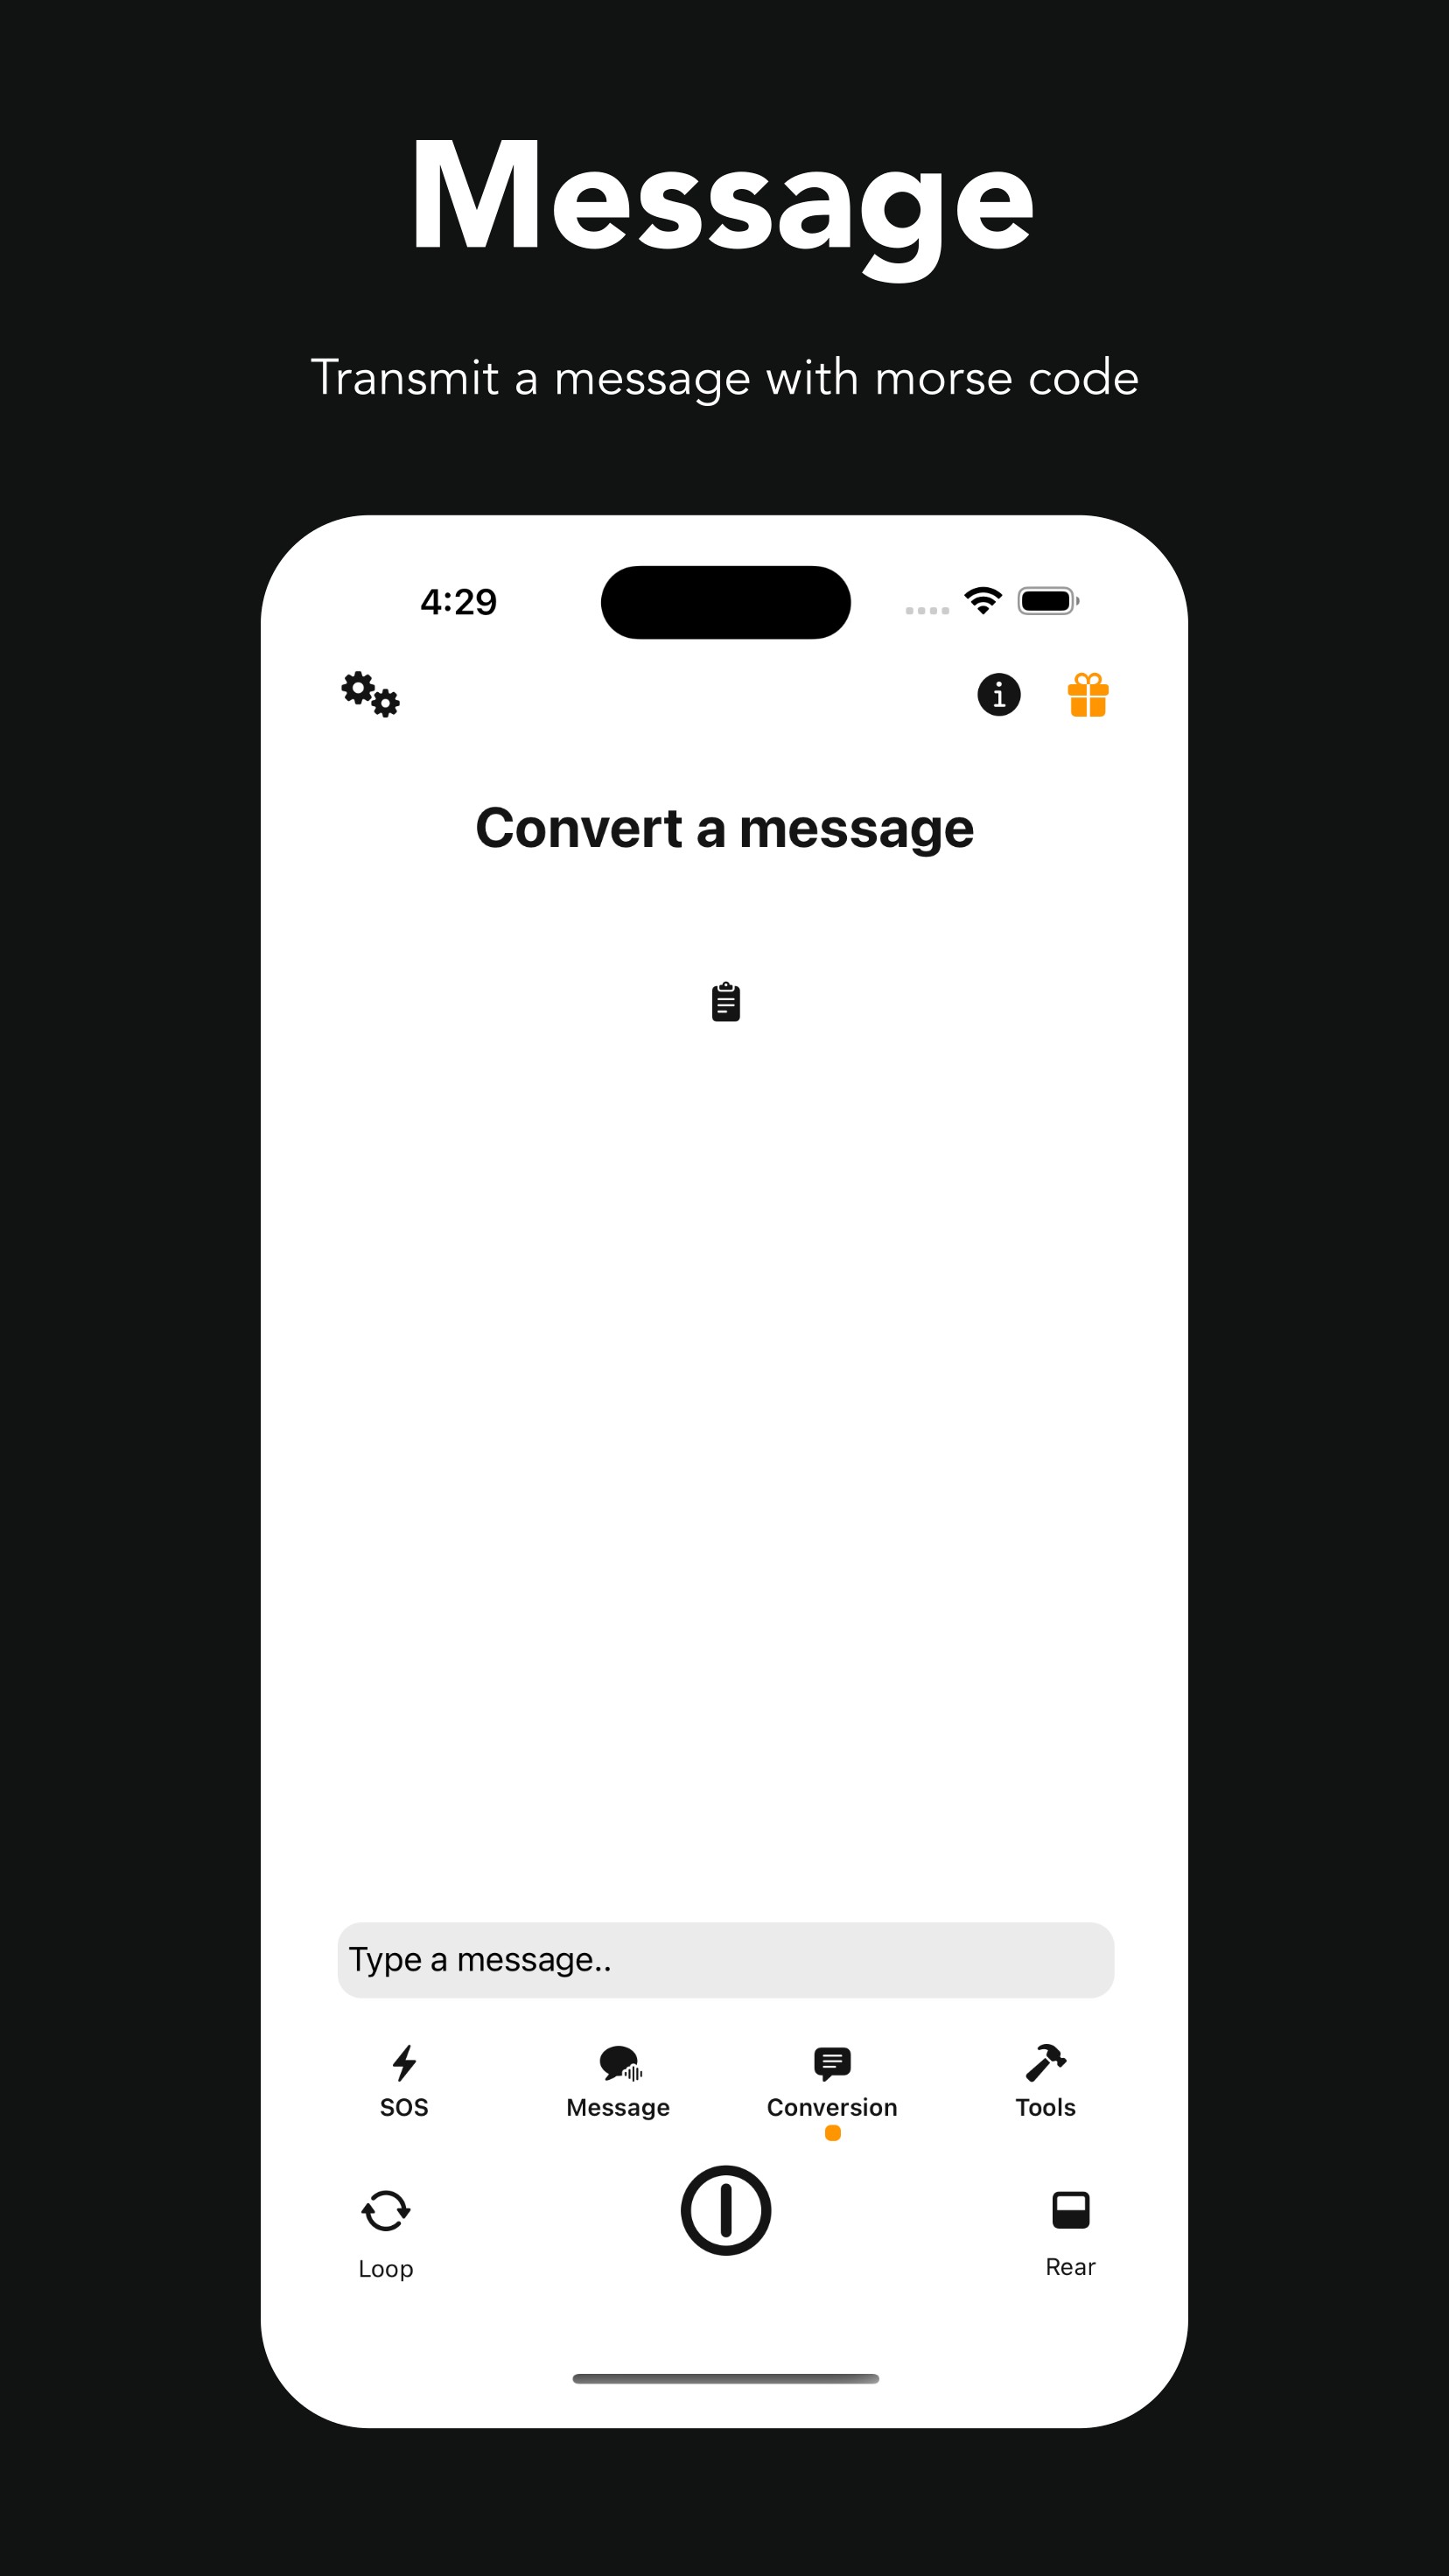 Message
Transmit a message with morse code
4:29
Convert a message
Type a message..
SOS
Message
Conversion
Tools
Loop
Rear